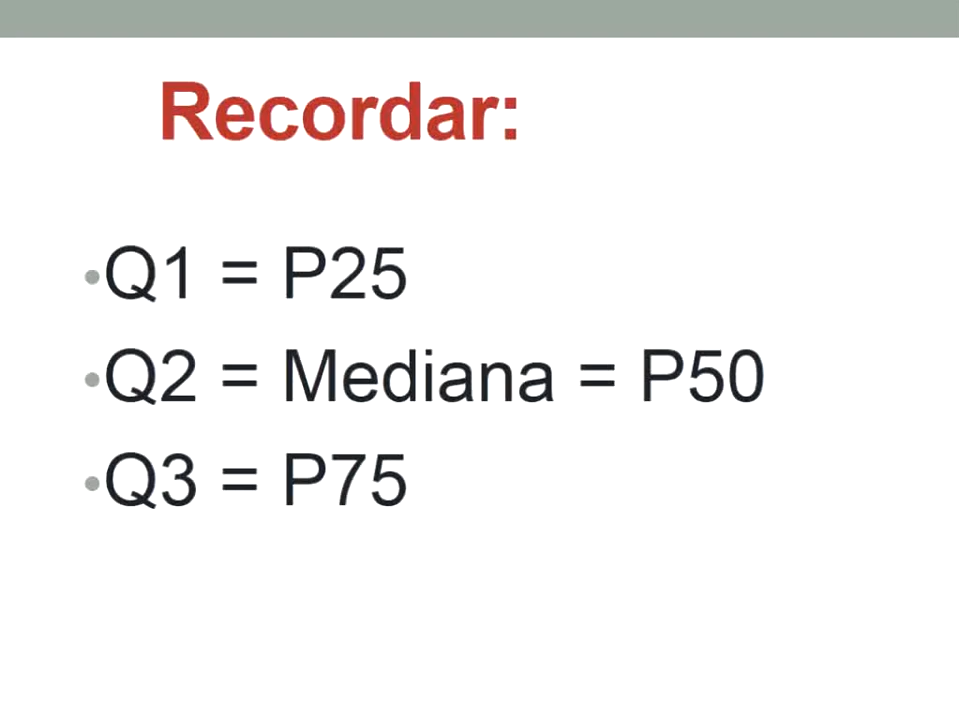 Recordar:
•Q1 = P25
•Q2 = Mediana = P50
•Q3 = P75